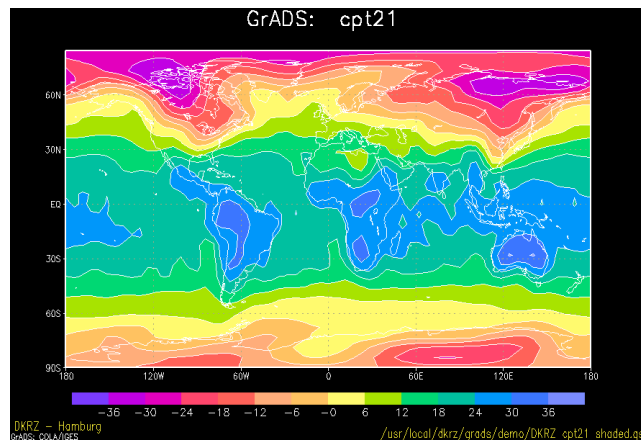 GrADS: cpt21
60N
30N
EQ
30S
60S
90S
180 120W 60W 0 60E 120E 180
-36 -30 -24 -18 -12 -6 0 6 12 18 24 30 36
DKRZ - Hamburg
GrADS: COLA/IGES
/usr/local/dkrz/grads/demo/DKRZ_cpt21_shaded.gs